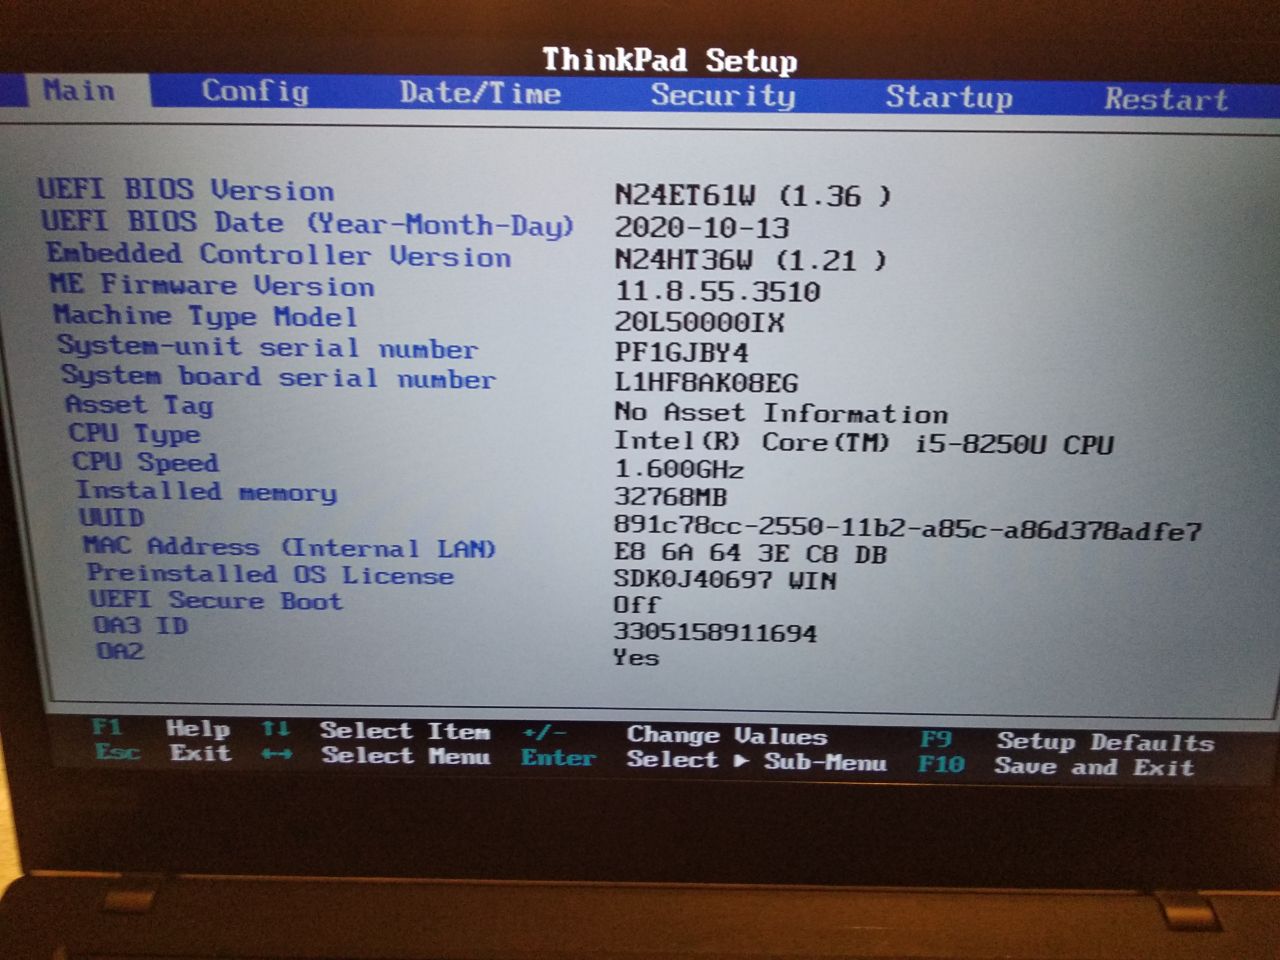 ThinkPad Setup
Main Config Date/Time Security Startup Restart
UEFI BIOS Version N24ET61W (1.36 )
UEFI BIOS Date (Year-Month-Day) 2020-10-13
Embedded Controller Version N24HT36W (1.21 )
ME Firmware Version 11.8.55.3510
Machine Type Model 20L50000IX
System-unit serial number PF1GJBY4
System board serial number L1HF8AK08EG
Asset Tag No Asset Information
CPU Type Intel(R) Core(TM) i5-8250U CPU
CPU Speed 1.600GHz
Installed memory 32768MB
UUID 891c78cc-2550-11b2-a85c-a86d378adfe7
MAC Address (Internal LAN) E8 6A 64 3E C8 DB
Preinstalled OS License SDK0J40697 WIN
UEFI Secure Boot Off
OA3 ID 3305158911694
OA2 Yes
F1 Help ↑↓ Select Item +/- Change Values F9 Setup Defaults
Esc Exit ↔ Select Menu Enter Select ▶ Sub-Menu F10 Save and Exit